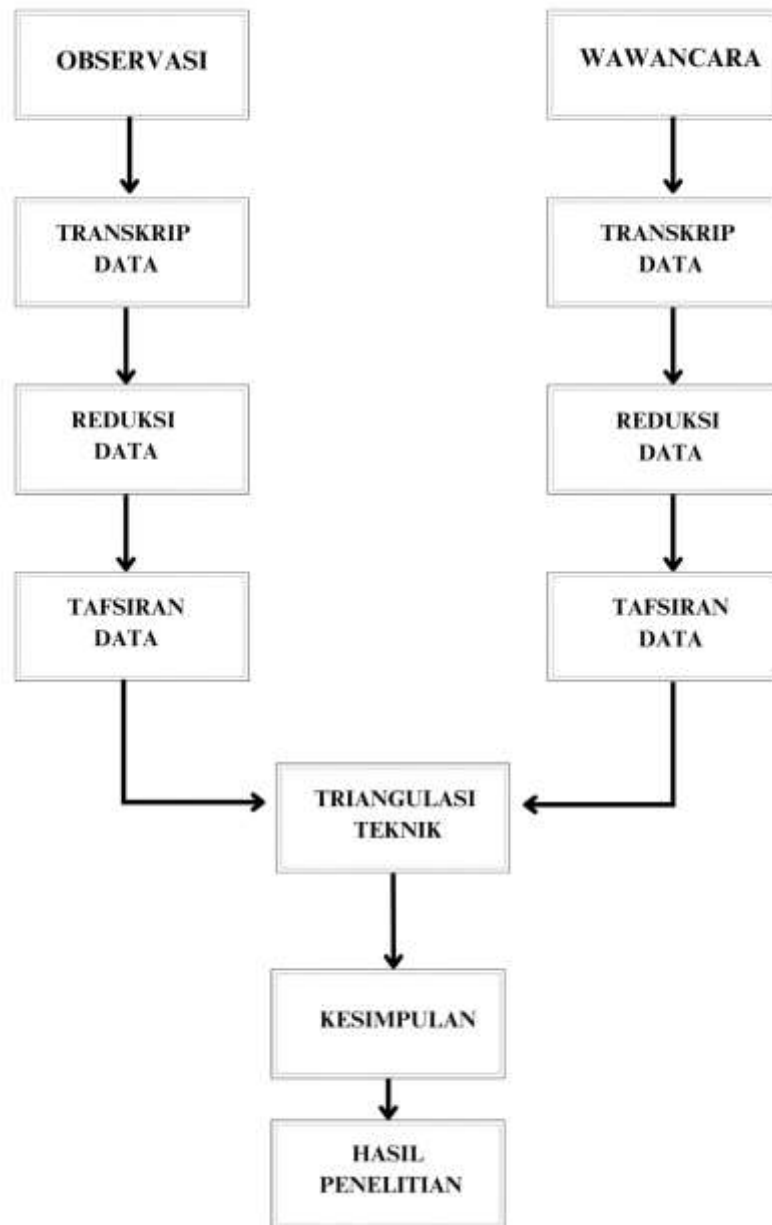 OBSERVASI
WAWANCARA
TRANSKRIP
DATA
TRANSKRIP
DATA
REDUKSI
DATA
REDUKSI
DATA
TAFSIRAN
DATA
TAFSIRAN
DATA
TRIANGULASI
TEKNIK
KESIMPULAN
HASIL
PENELITIAN